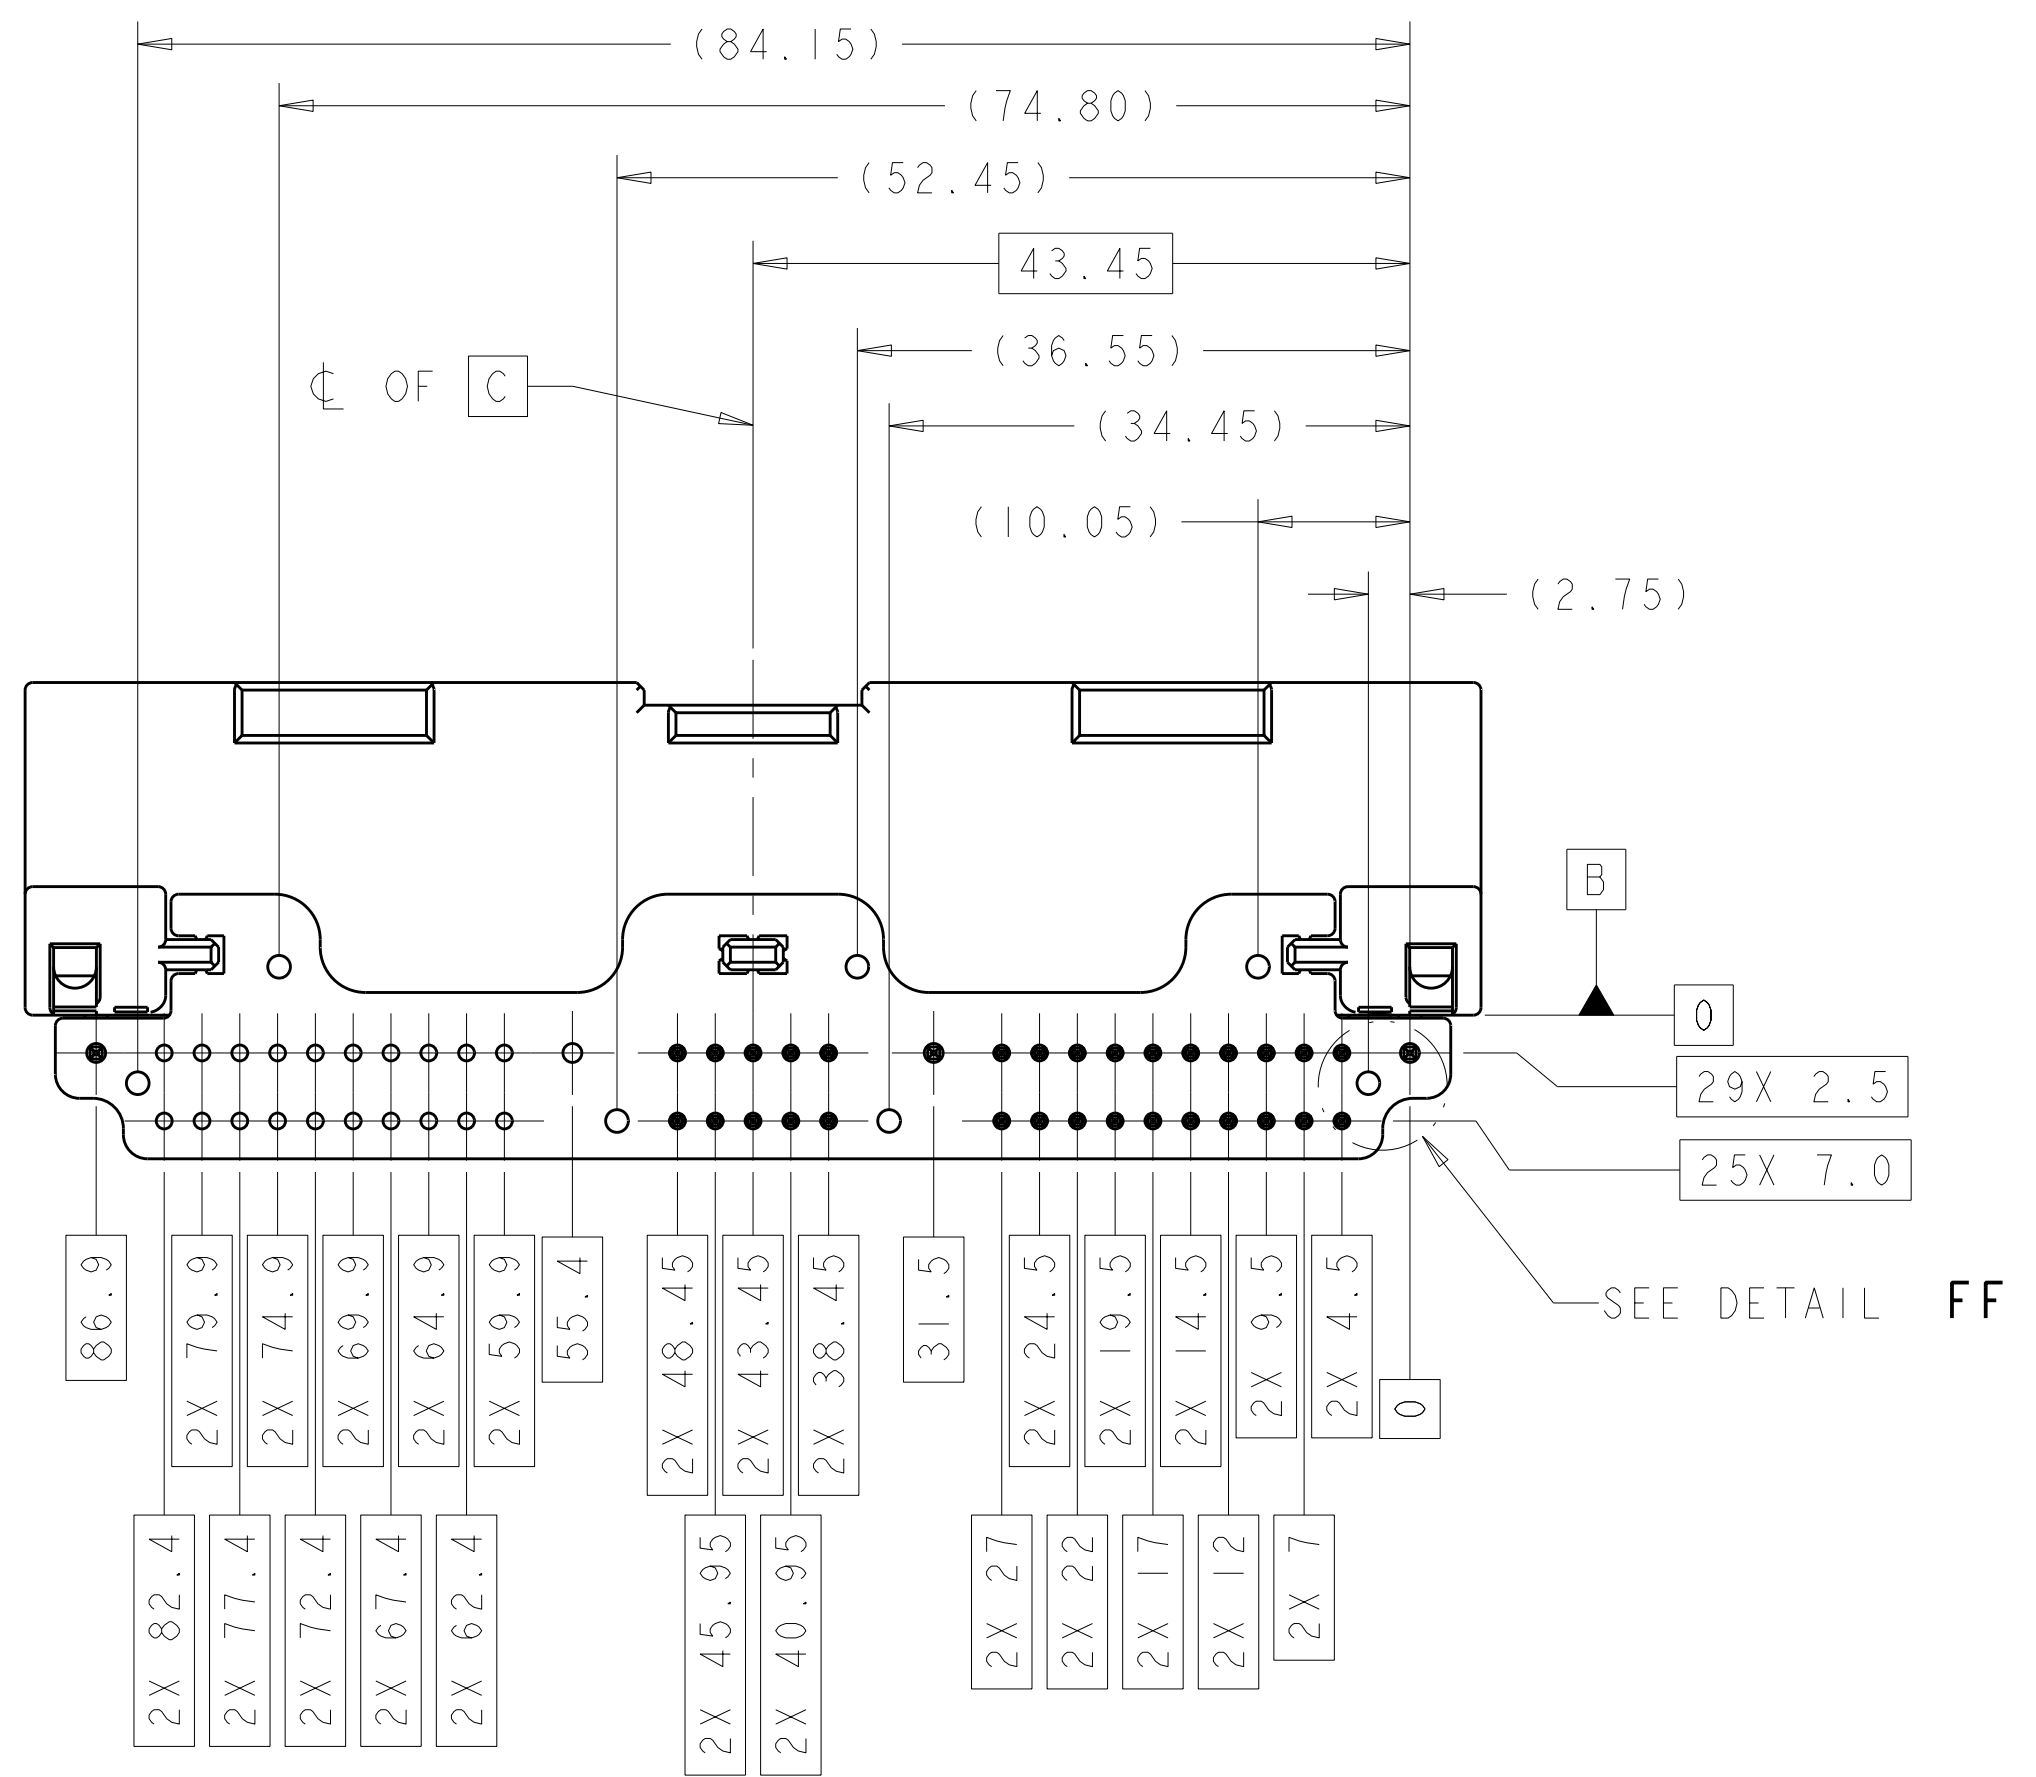 (84.15)
(74.80)
(52.45)
43.45
(36.55)
℄ OF C
(34.45)
(10.05)
(2.75)
B
0
29X 2.5
25X 7.0
SEE DETAIL FF
86.9
2X 79.9
2X 74.9
2X 69.9
2X 64.9
2X 59.9
55.4
2X 48.45
2X 43.45
2X 38.45
31.5
2X 24.5
2X 19.5
2X 14.5
2X 9.5
2X 4.5
0
2X 82.4
2X 77.4
2X 72.4
2X 67.4
2X 62.4
2X 45.95
2X 40.95
2X 27
2X 22
2X 17
2X 12
2X 7